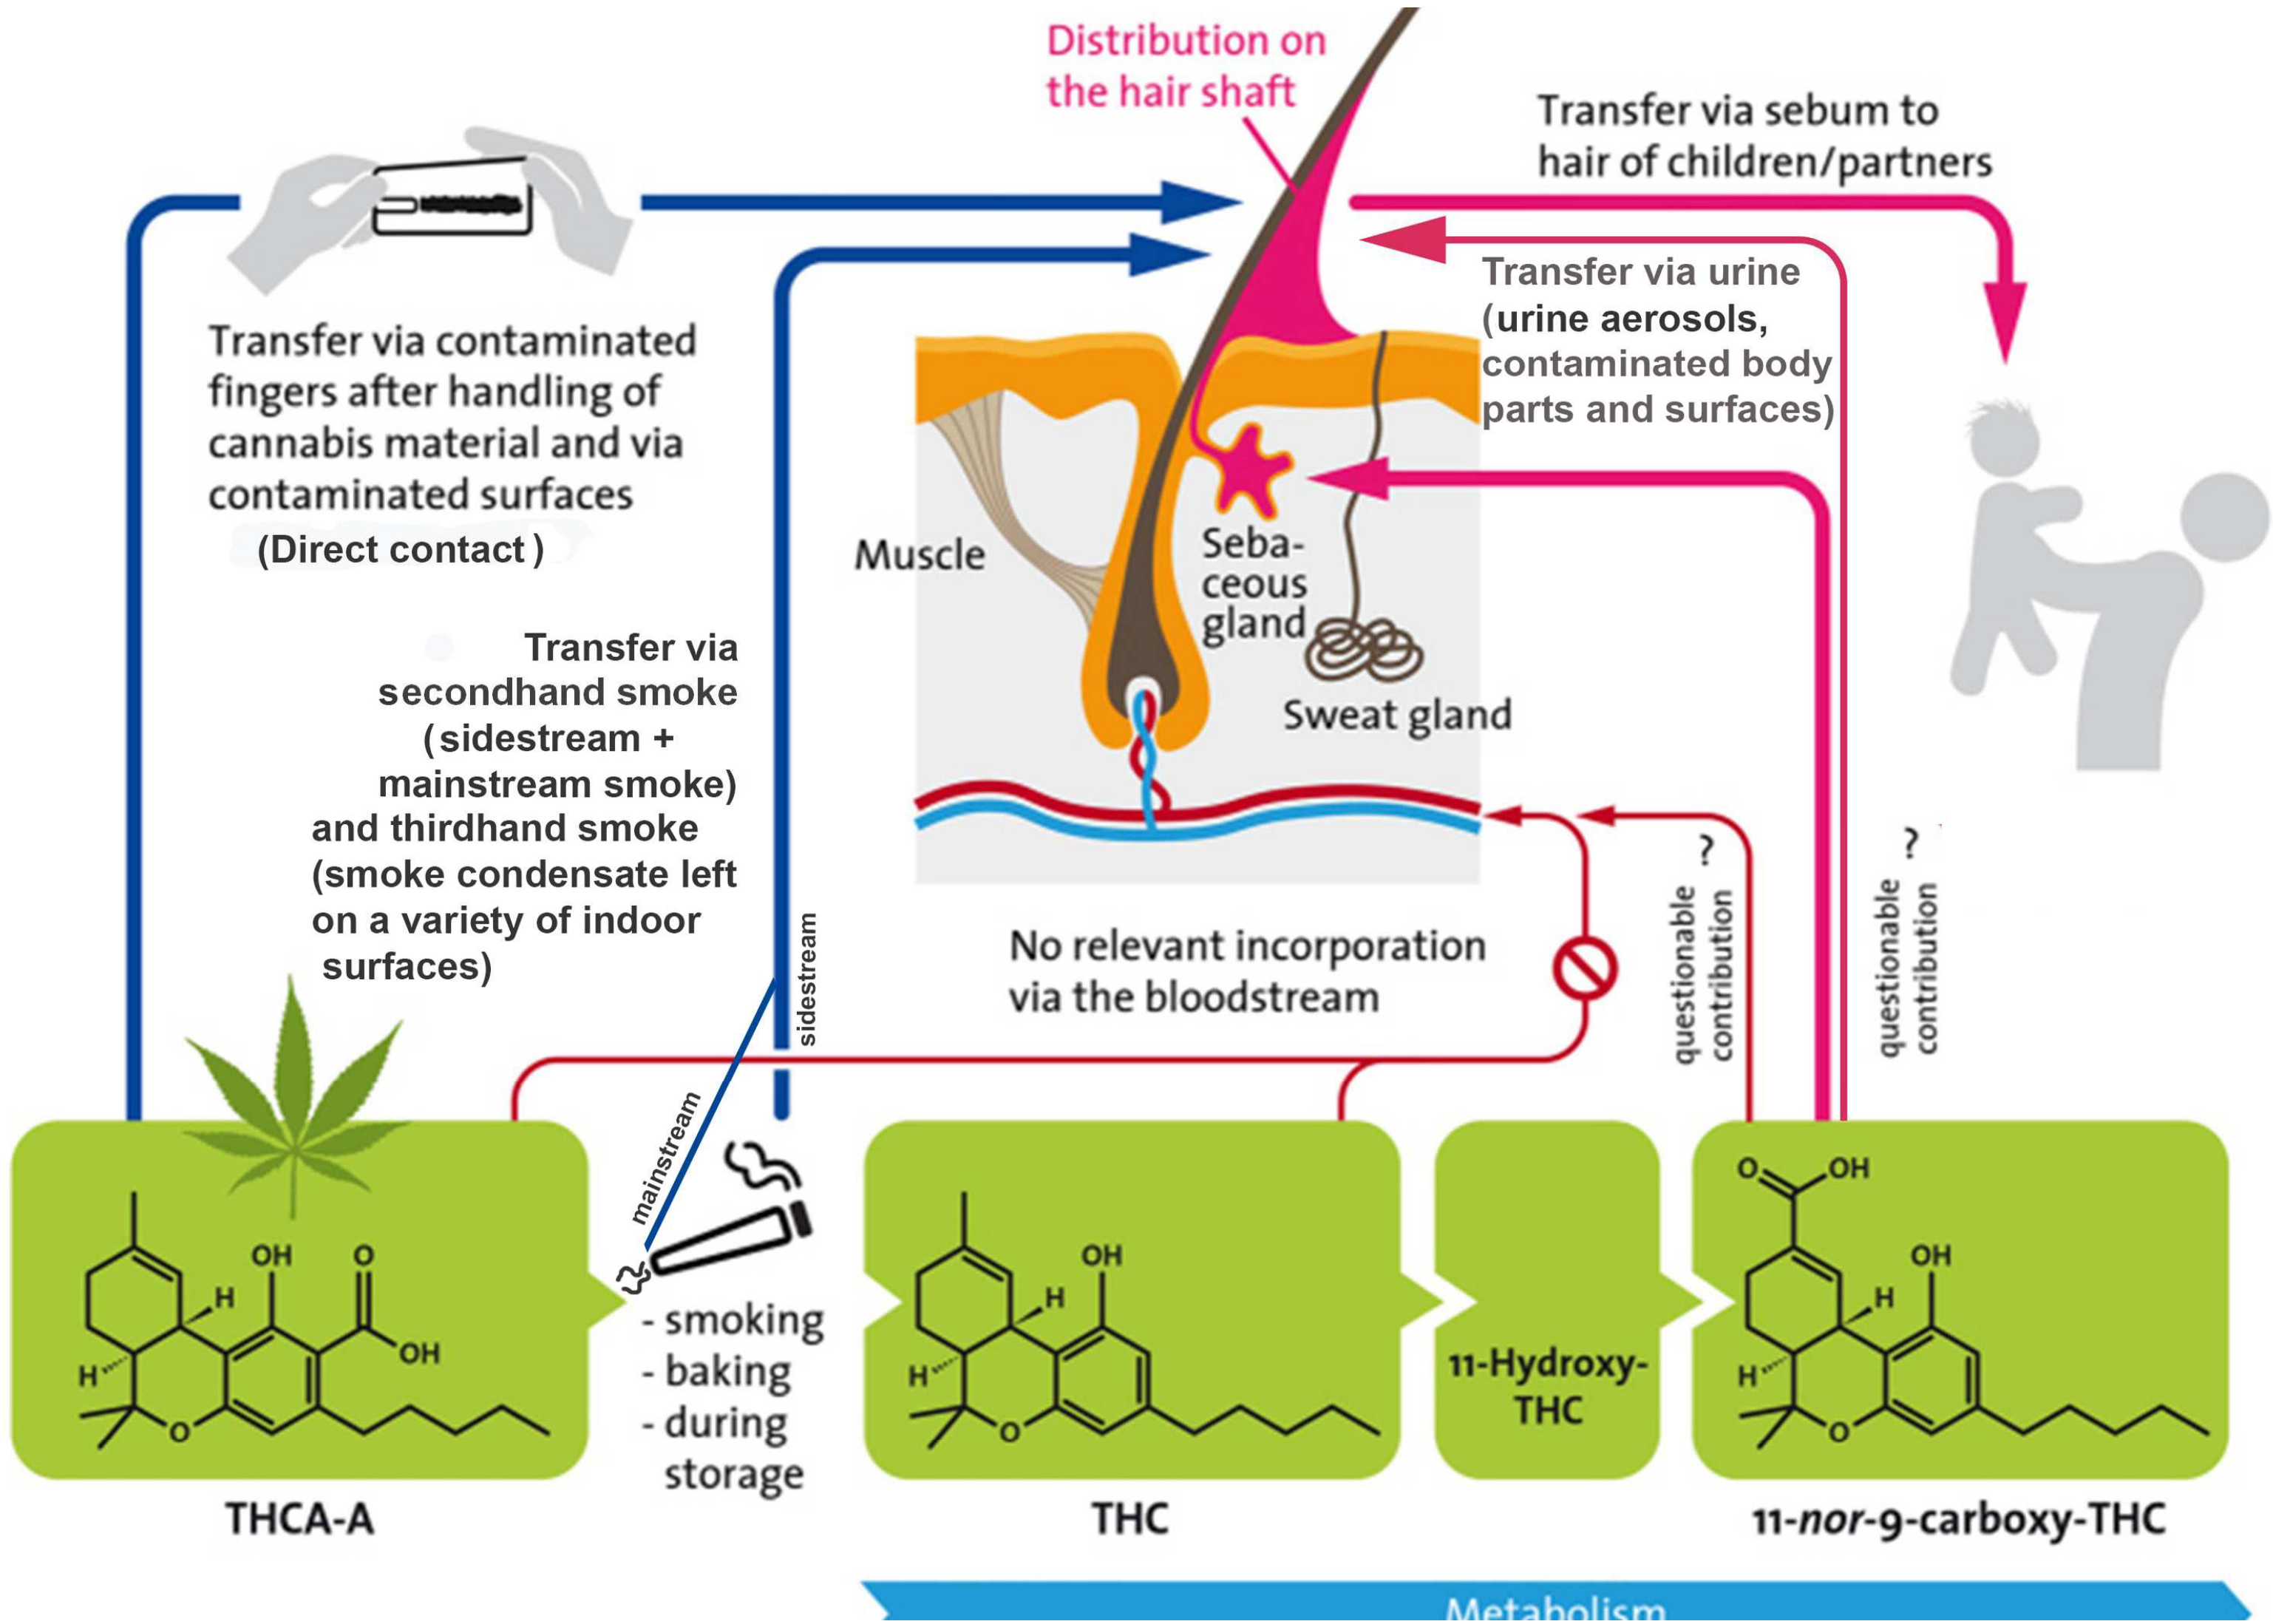 Distribution on
the hair shaft
Transfer via sebum to
hair of children/partners
Transfer via urine
(urine aerosols,
contaminated body
parts and surfaces)
Transfer via contaminated
fingers after handling of
cannabis material and via
contaminated surfaces
(Direct contact )
Muscle
Seba-
ceous
gland
Sweat gland
Transfer via
secondhand smoke
(sidestream +
mainstream smoke)
and thirdhand smoke
(smoke condensate left
on a variety of indoor
surfaces)
sidestream
mainstream
No relevant incorporation
via the bloodstream
?
questionable
contribution
?
questionable
contribution
OH
O
H
OH
H
O
THCA-A
- smoking
- baking
- during
storage
OH
H
H
O
THC
11-Hydroxy-
THC
O
OH
OH
H
H
O
11-nor-9-carboxy-THC
Metabolism